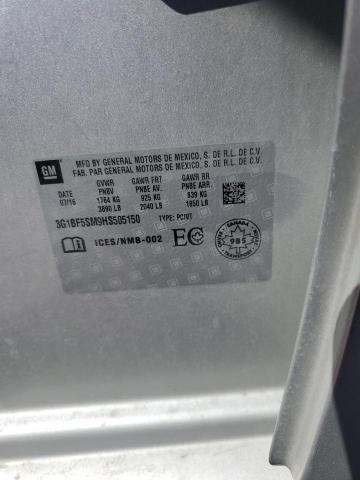 GM
MFD BY GENERAL MOTORS DE MEXICO, S. DE R.L. DE C.V.
FAB. PAR GENERAL MOTORS DE MEXICO, S. DE R.L. DE C.V.
DATE GVWR PNBV GAWR FRT PNBE AV. GAWR RR PNBE ARR.
07/16 1764 KG 925 KG 839 KG
3890 LB 2040 LB 1850 LB
3G1BF5SM9HS505150 TYPE: PC/VT
ICES/NMB-002 EC
CANADA
985